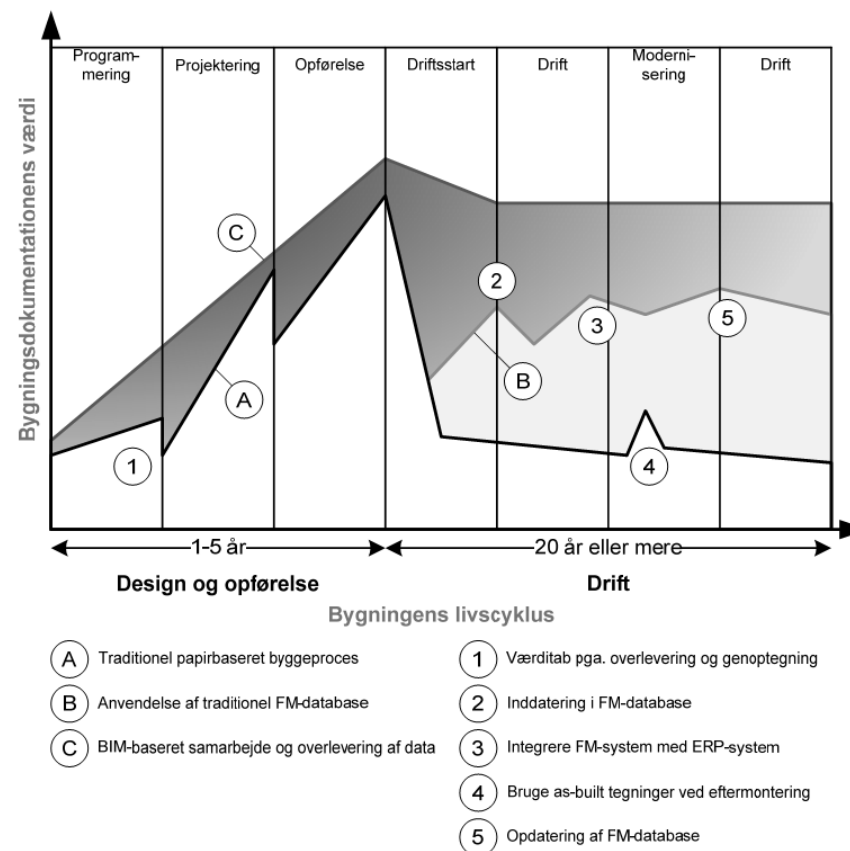 Bygningsdokumentationens værdi
Program-
mering
Projektering
Opførelse
Driftsstart
Drift
Moderni-
sering
Drift
C
A
1
2
B
3
4
5
1-5 år
20 år eller mere
Design og opførelse
Drift
Bygningens livscyklus
A Traditionel papirbaseret byggeproces
B Anvendelse af traditionel FM-database
C BIM-baseret samarbejde og overlevering af data
1 Værditab pga. overlevering og genoptegning
2 Inddatering i FM-database
3 Integrere FM-system med ERP-system
4 Bruge as-built tegninger ved eftermontering
5 Opdatering af FM-database